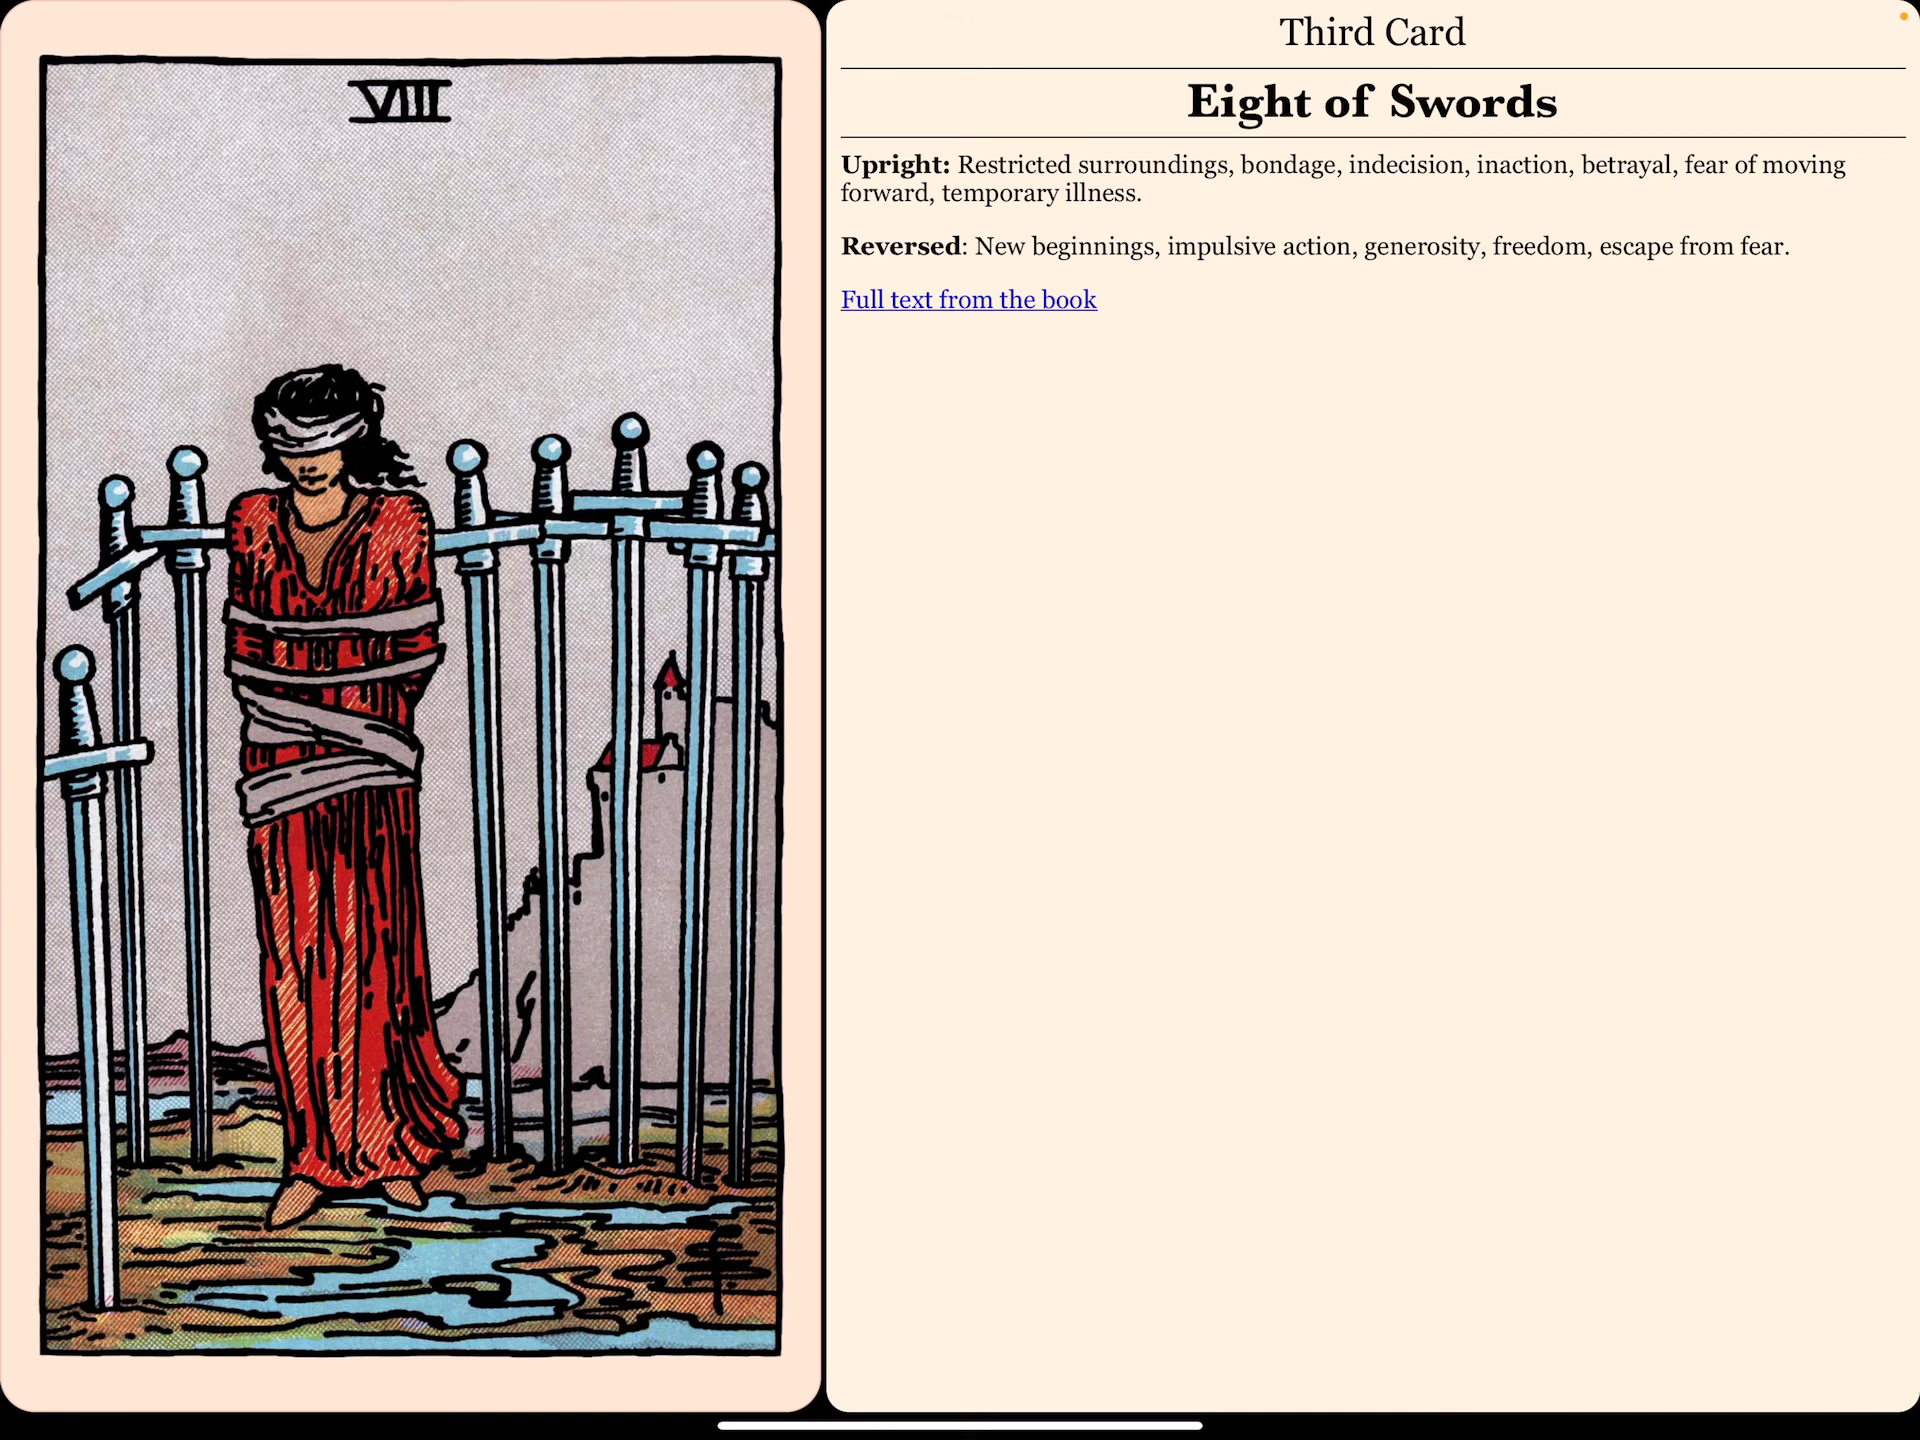 VIII
Third Card
Eight of Swords
Upright: Restricted surroundings, bondage, indecision, inaction, betrayal, fear of moving
forward, temporary illness.
Reversed: New beginnings, impulsive action, generosity, freedom, escape from fear.
Full text from the book